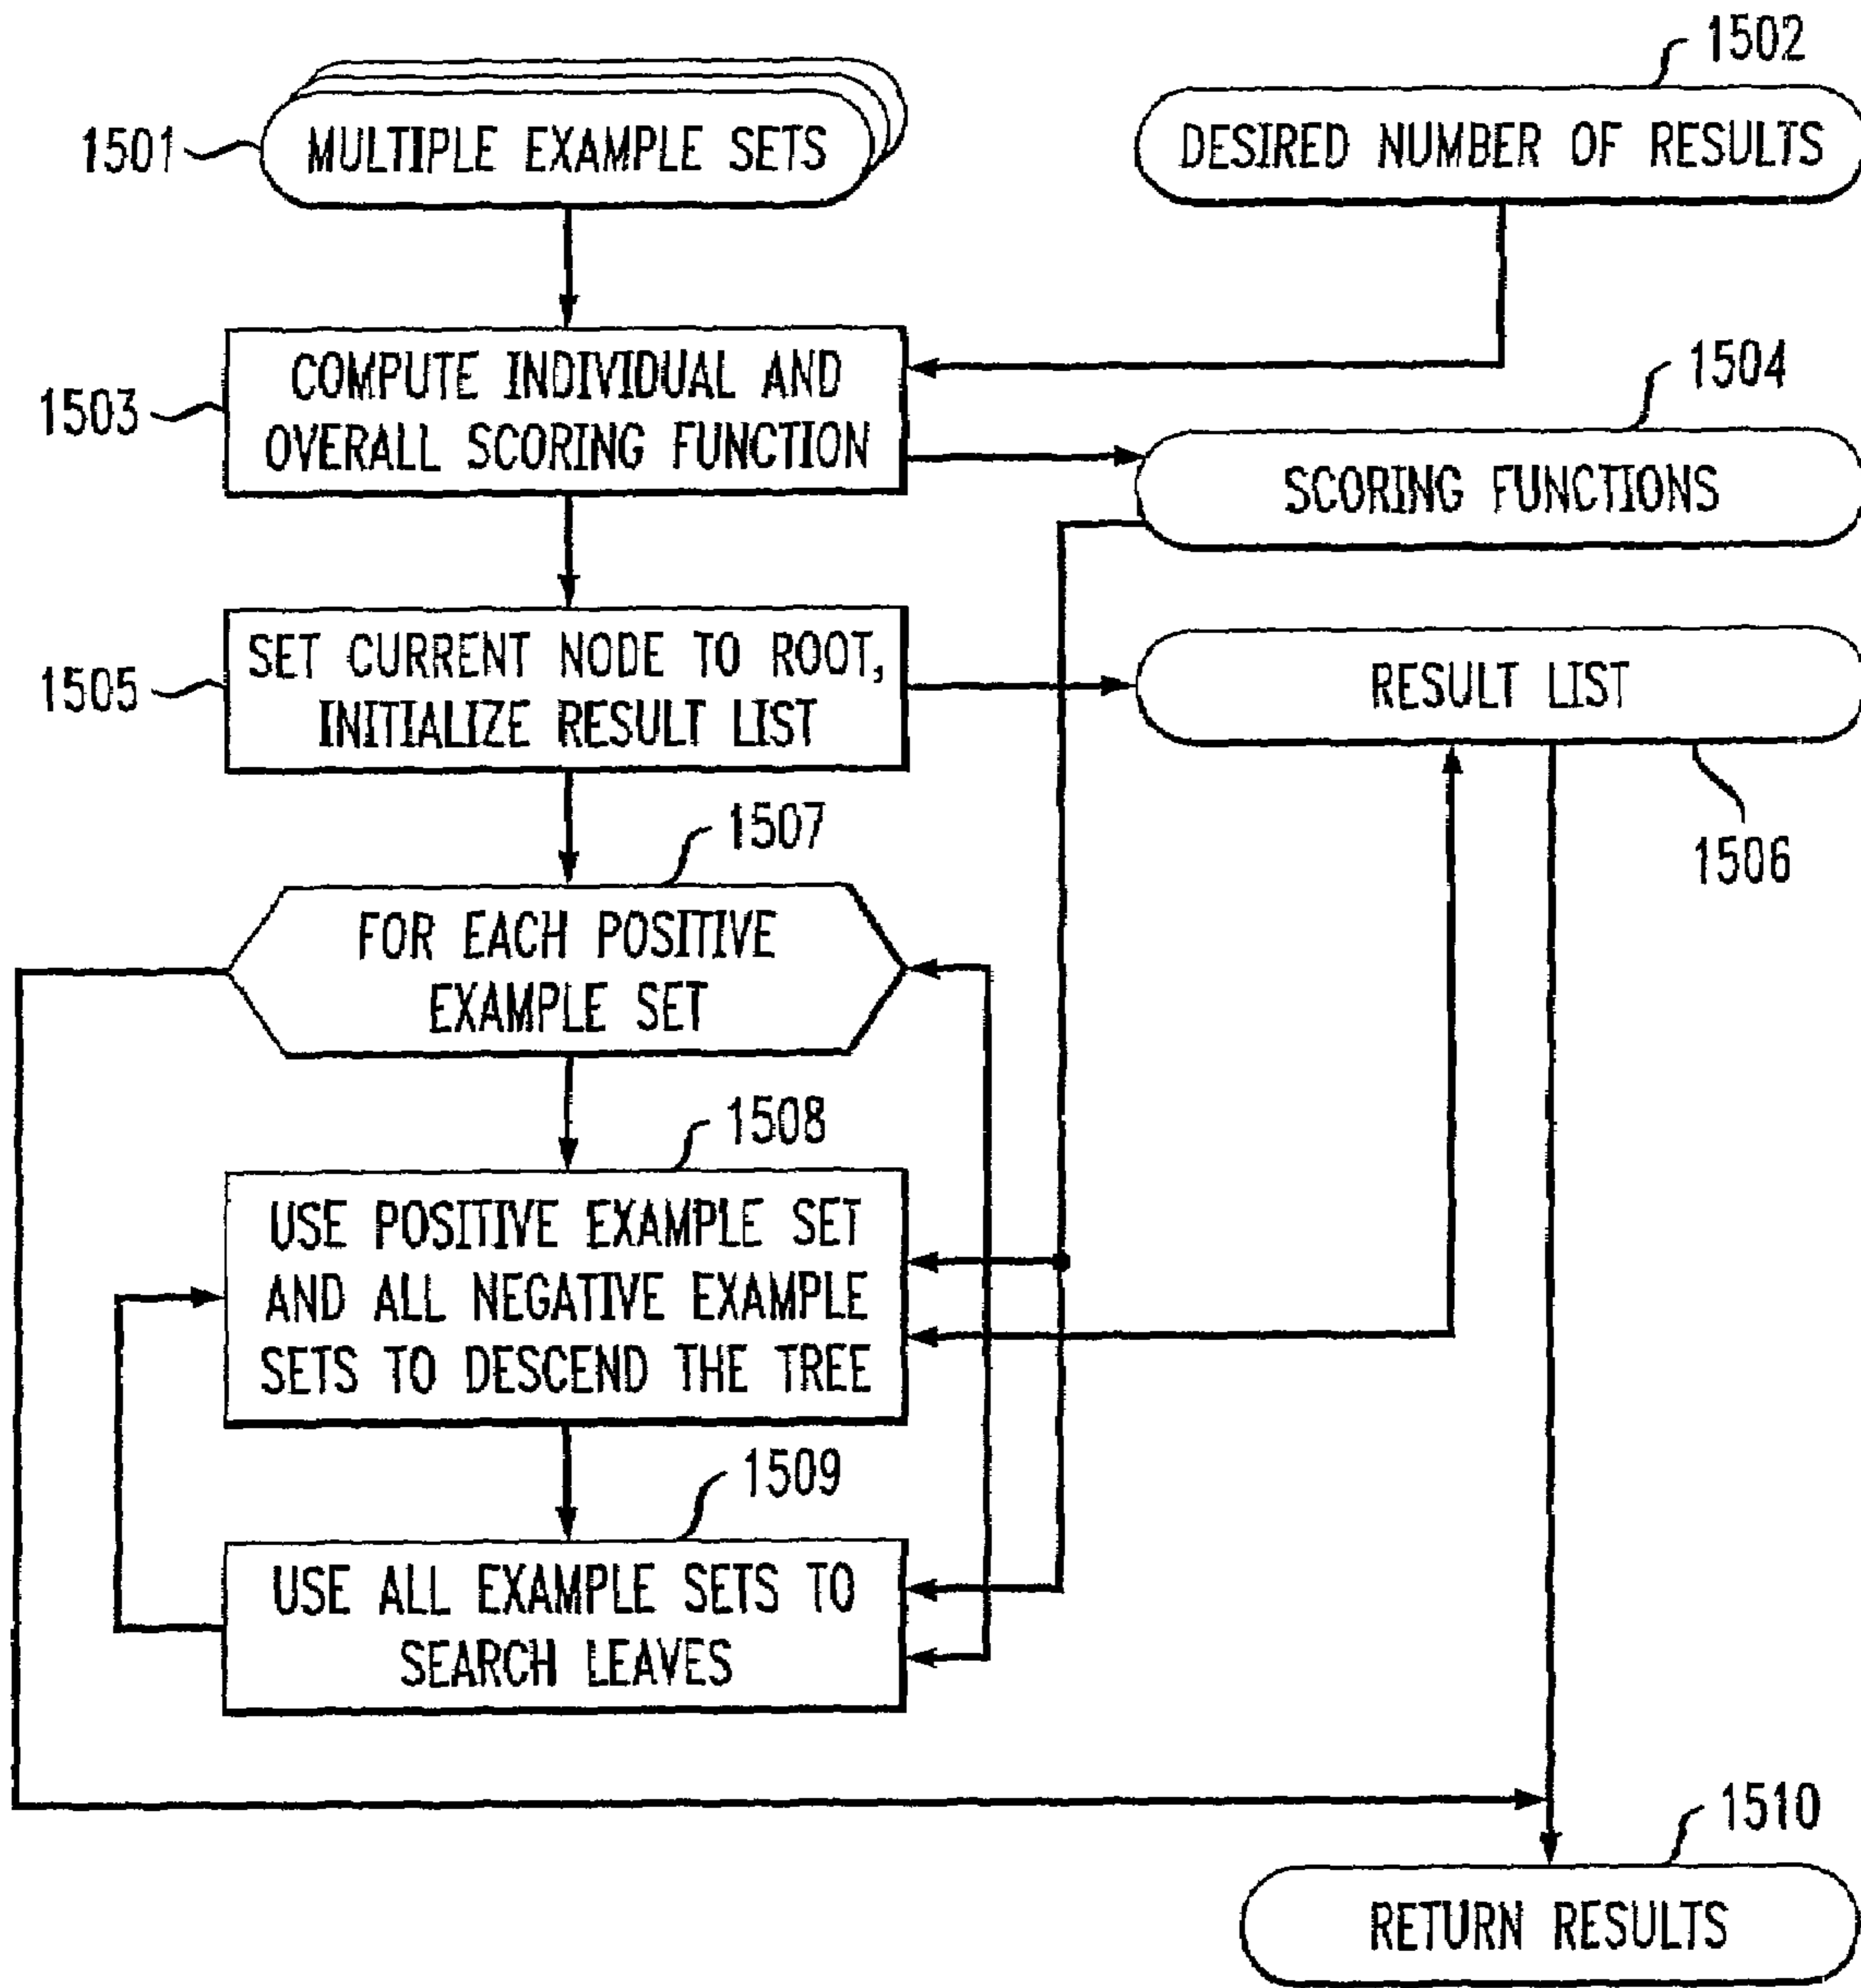 1502
1501
MULTIPLE EXAMPLE SETS
DESIRED NUMBER OF RESULTS
1503
COMPUTE INDIVIDUAL AND
OVERALL SCORING FUNCTION
1504
SCORING FUNCTIONS
1505
SET CURRENT NODE TO ROOT,
INITIALIZE RESULT LIST
RESULT LIST
1506
1507
FOR EACH POSITIVE
EXAMPLE SET
1508
USE POSITIVE EXAMPLE SET
AND ALL NEGATIVE EXAMPLE
SETS TO DESCEND THE TREE
1509
USE ALL EXAMPLE SETS TO
SEARCH LEAVES
1510
RETURN RESULTS